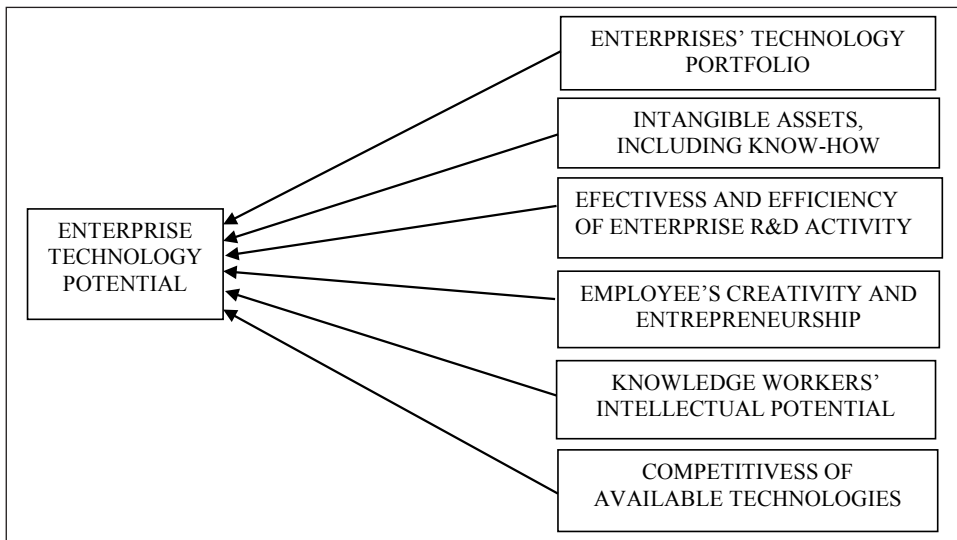 ENTERPRISES’ TECHNOLOGY
PORTFOLIO
INTANGIBLE ASSETS,
INCLUDING KNOW-HOW
EFECTIVESS AND EFFICIENCY
OF ENTERPRISE R&D ACTIVITY
ENTERPRISE
TECHNOLOGY
POTENTIAL
EMPLOYEE’S CREATIVITY AND
ENTREPRENEURSHIP
KNOWLEDGE WORKERS’
INTELLECTUAL POTENTIAL
COMPETITIVESS OF
AVAILABLE TECHNOLOGIES